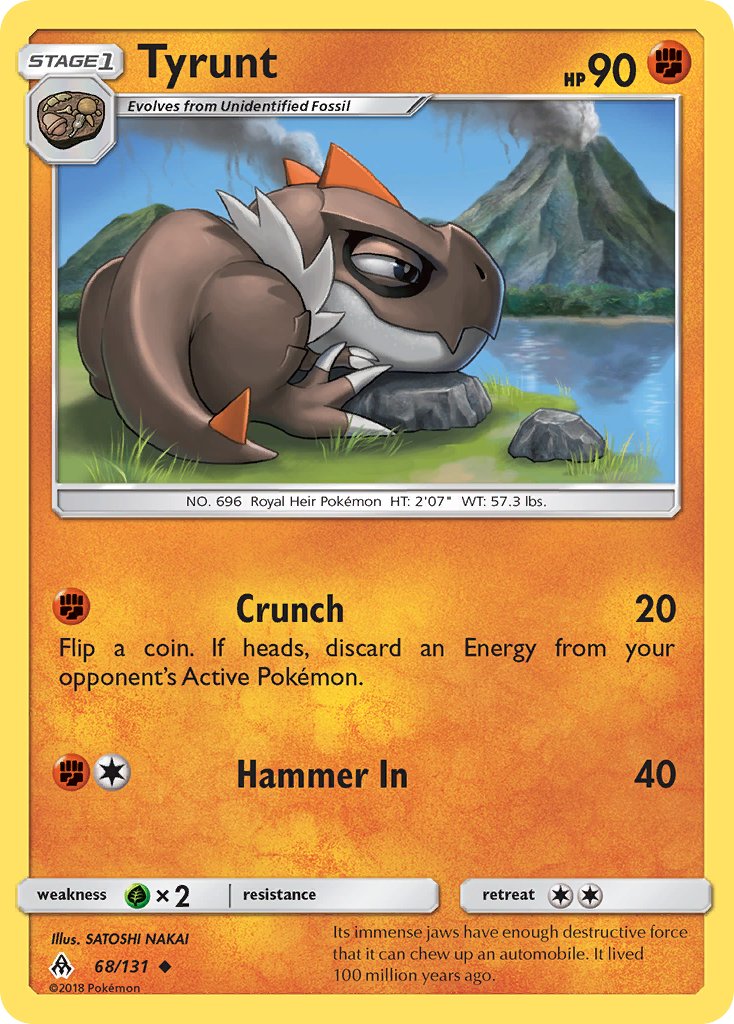 STAGE1
Tyrunt
HP 90
Evolves from Unidentified Fossil
NO. 696 Royal Heir Pokémon HT: 2'07" WT: 57.3 lbs.
Crunch 20
Flip a coin. If heads, discard an Energy from your
opponent's Active Pokémon.
Hammer In 40
weakness ×2 resistance retreat
Illus. SATOSHI NAKAI
68/131
©2018 Pokémon
Its immense jaws have enough destructive force
that it can chew up an automobile. It lived
100 million years ago.